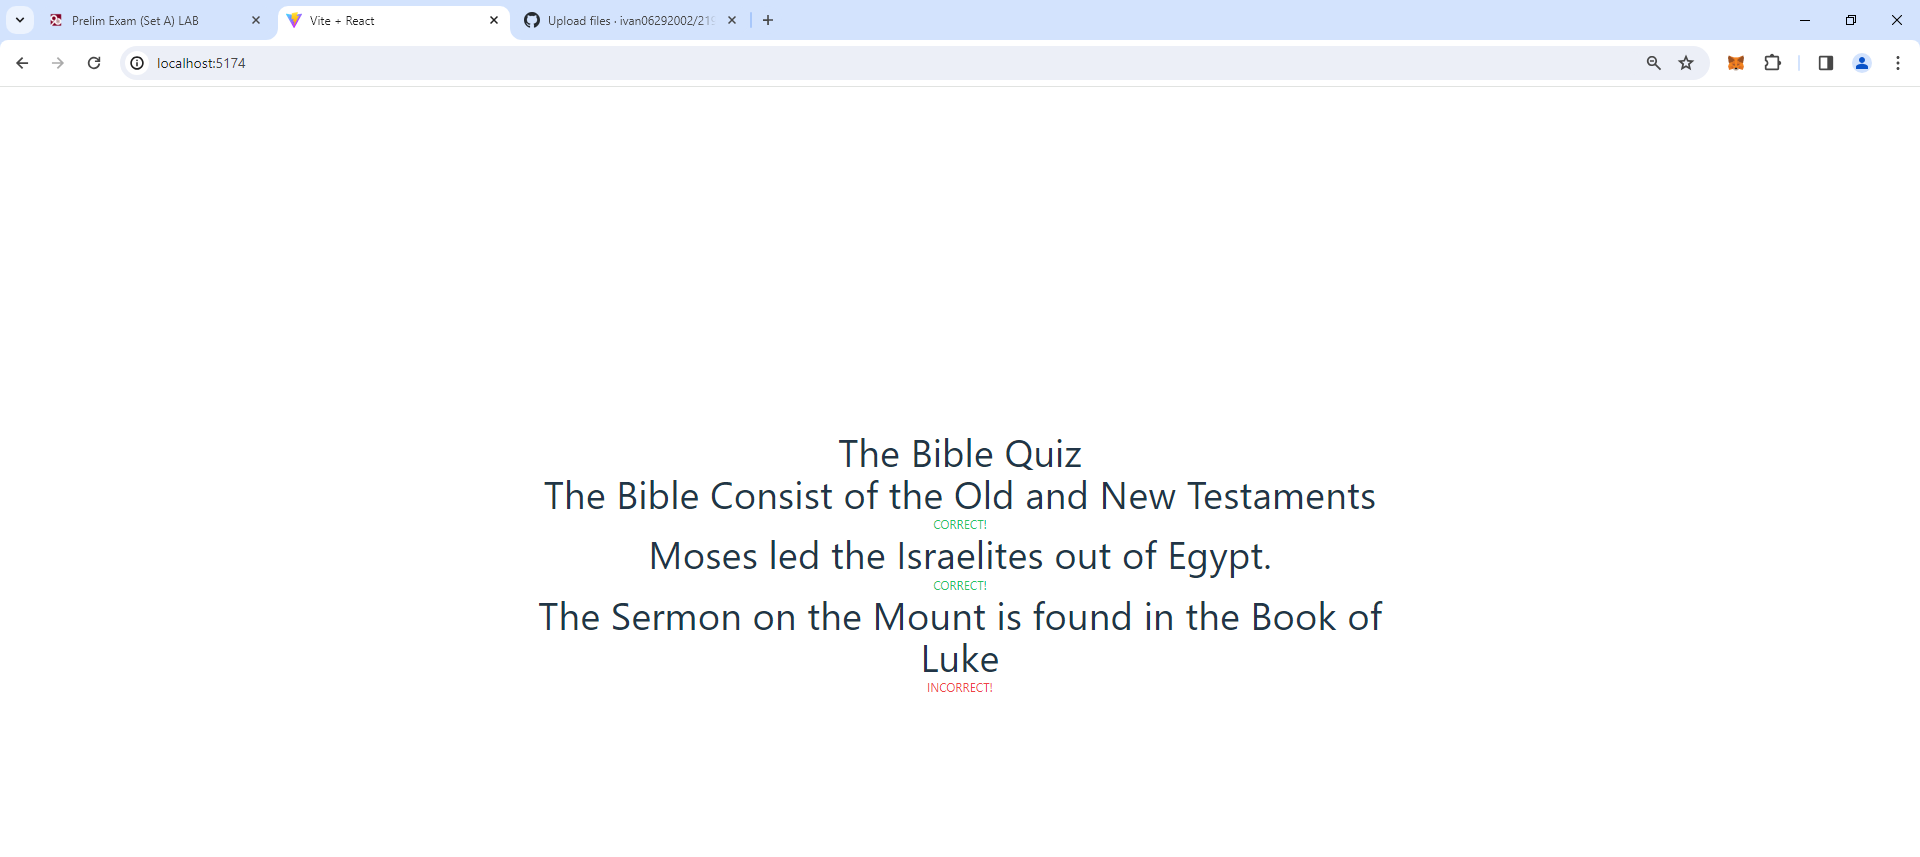 Prelim Exam (Set A) LAB
Vite + React
Upload files · ivan06292002/219
localhost:5174
The Bible Quiz
The Bible Consist of the Old and New Testaments
CORRECT!
Moses led the Israelites out of Egypt.
CORRECT!
The Sermon on the Mount is found in the Book of
Luke
INCORRECT!